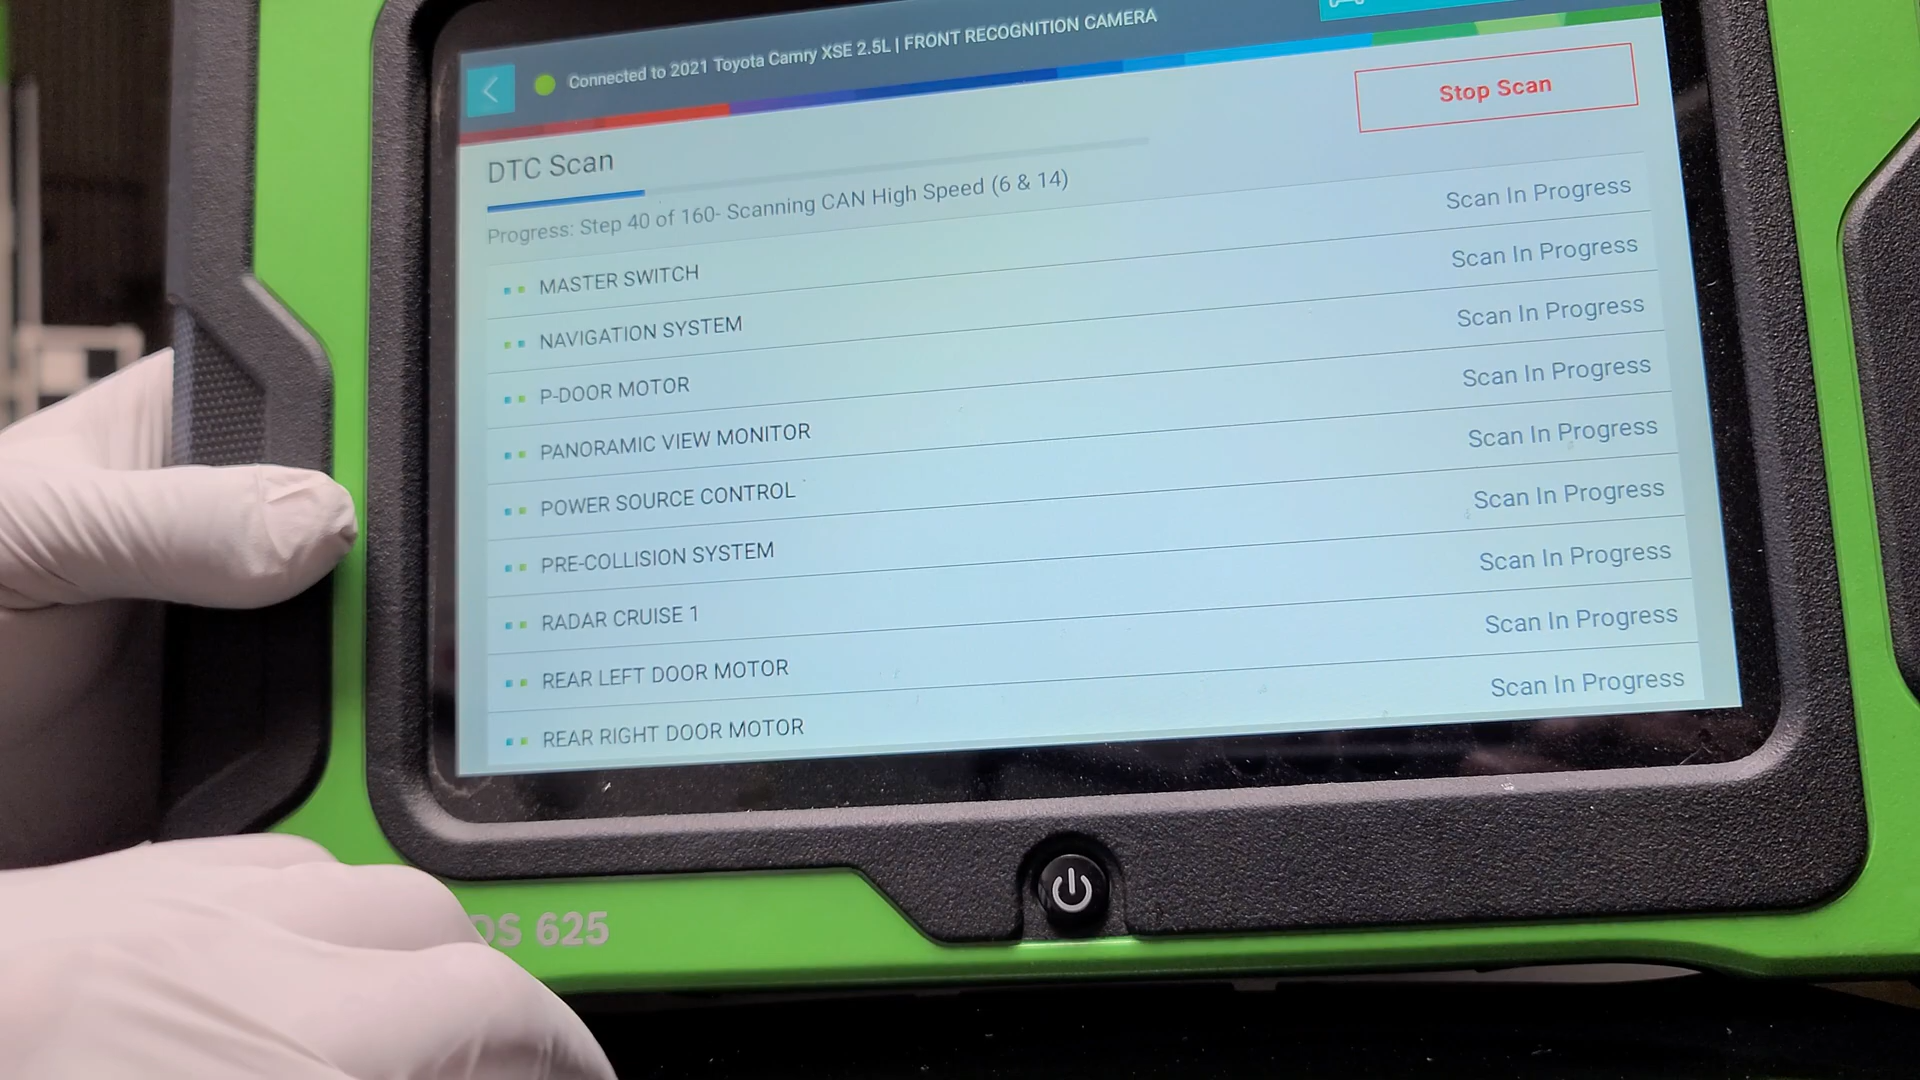 Connected to 2021 Toyota Camry XSE 2.5L | FRONT RECOGNITION CAMERA
Stop Scan
DTC Scan
Progress: Step 40 of 160- Scanning CAN High Speed (6 & 14)
Scan In Progress
MASTER SWITCH
Scan In Progress
NAVIGATION SYSTEM
Scan In Progress
P-DOOR MOTOR
Scan In Progress
PANORAMIC VIEW MONITOR
Scan In Progress
POWER SOURCE CONTROL
Scan In Progress
PRE-COLLISION SYSTEM
Scan In Progress
RADAR CRUISE 1
Scan In Progress
REAR LEFT DOOR MOTOR
Scan In Progress
REAR RIGHT DOOR MOTOR
625